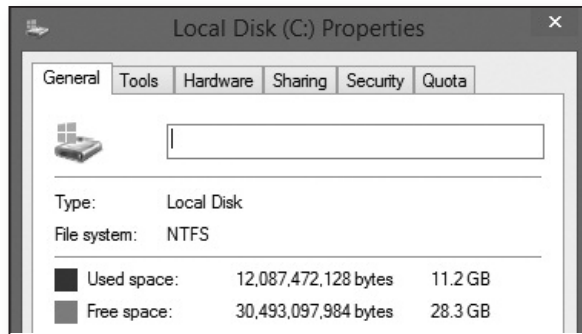 Local Disk (C:) Properties
General Tools Hardware Sharing Security Quota
Type: Local Disk
File system: NTFS
Used space: 12,087,472,128 bytes 11.2 GB
Free space: 30,493,097,984 bytes 28.3 GB